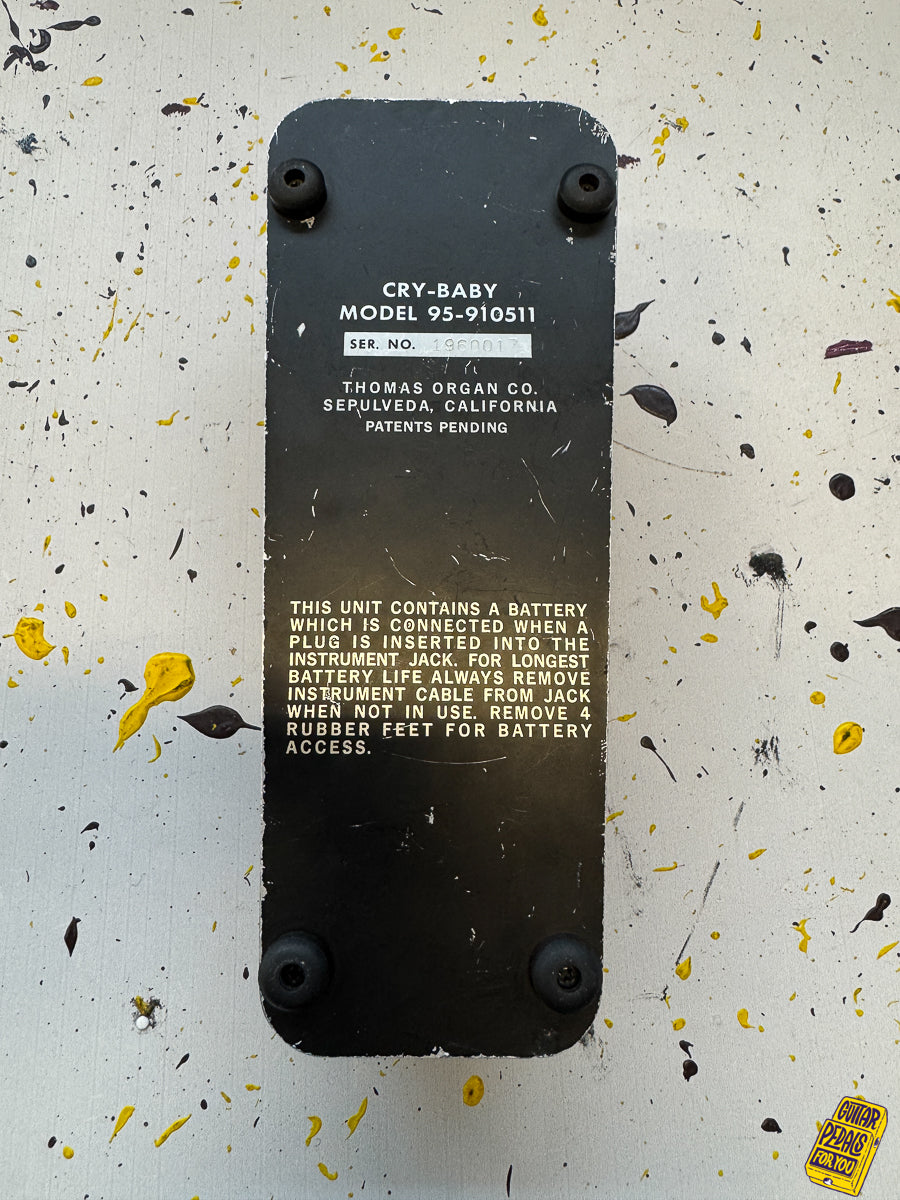 CRY-BABY
MODEL 95-910511
SER. NO.
THOMAS ORGAN CO.
SEPULVEDA, CALIFORNIA
PATENTS PENDING
THIS UNIT CONTAINS A BATTERY
WHICH IS CONNECTED WHEN A
PLUG IS INSERTED INTO THE
INSTRUMENT JACK. FOR LONGEST
BATTERY LIFE ALWAYS REMOVE
INSTRUMENT CABLE FROM JACK
WHEN NOT IN USE. REMOVE 4
RUBBER FEET FOR BATTERY
ACCESS.
GUITAR
PEDALS
FOR YOU